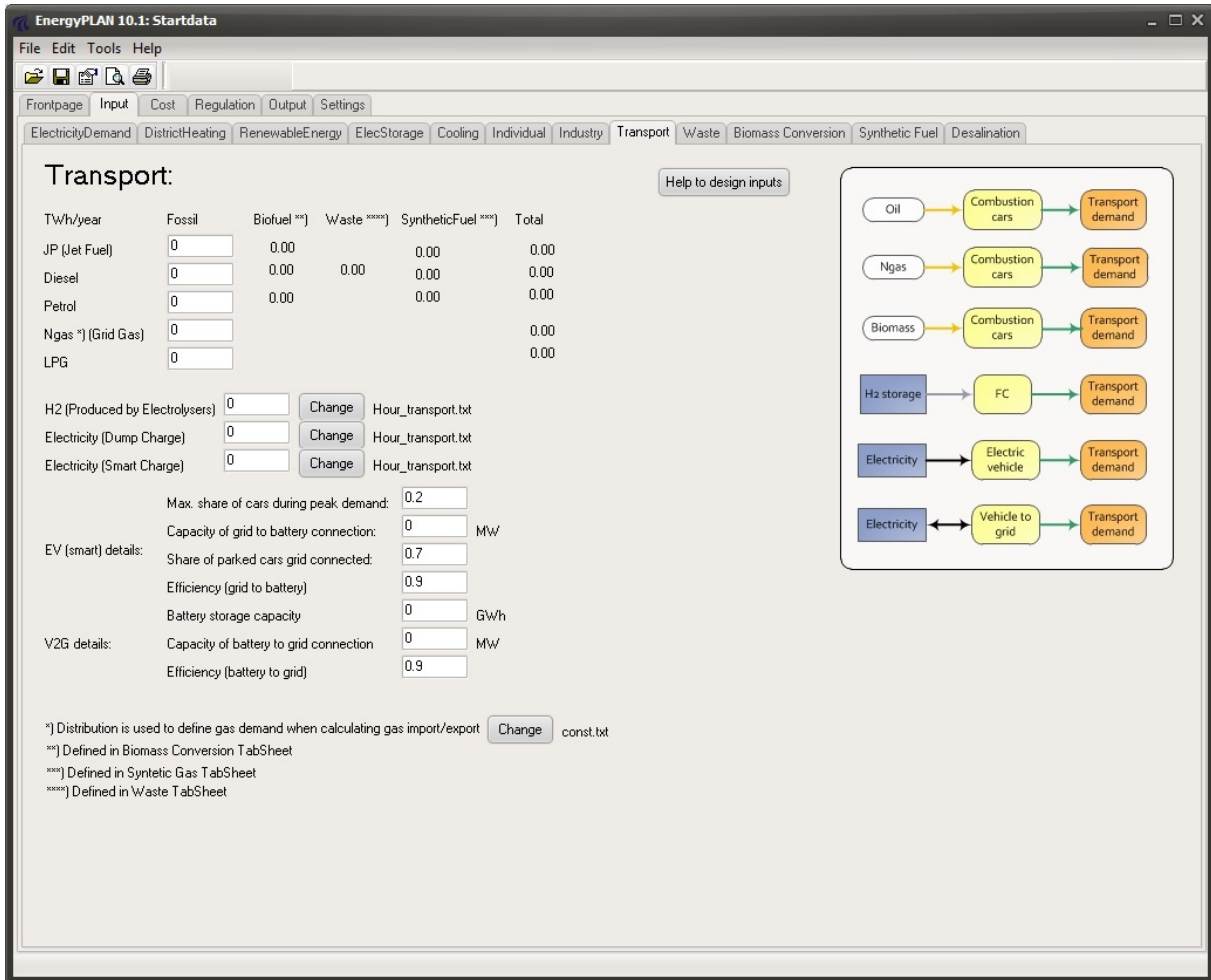 EnergyPLAN 10.1: Startdata
File Edit Tools Help
Frontpage Input Cost Regulation Output Settings
ElectricityDemand DistrictHeating RenewableEnergy ElecStorage Cooling Individual Industry Transport Waste Biomass Conversion Synthetic Fuel Desalination
Transport:
Help to design inputs
TWh/year Fossil Biofuel **) Waste ****) SyntheticFuel ***) Total
JP (Jet Fuel) 0 0.00 0.00 0.00
Diesel 0 0.00 0.00 0.00 0.00
Petrol 0 0.00 0.00 0.00
Ngas *) (Grid Gas) 0 0.00
LPG 0 0.00
H2 (Produced by Electrolysers) 0 Change Hour_transport.txt
Electricity (Dump Charge) 0 Change Hour_transport.txt
Electricity (Smart Charge) 0 Change Hour_transport.txt
Max. share of cars during peak demand: 0.2
Capacity of grid to battery connection: 0 MW
EV (smart) details:
Share of parked cars grid connected: 0.7
Efficiency (grid to battery) 0.9
Battery storage capacity 0 GWh
V2G details: Capacity of battery to grid connection 0 MW
Efficiency (battery to grid) 0.9
*) Distribution is used to define gas demand when calculating gas import/export Change const.txt
**) Defined in Biomass Conversion TabSheet
***) Defined in Syntetic Gas TabSheet
****) Defined in Waste TabSheet
Oil Combustion cars Transport demand
Ngas Combustion cars Transport demand
Biomass Combustion cars Transport demand
H2 storage FC Transport demand
Electricity Electric vehicle Transport demand
Electricity Vehicle to grid Transport demand